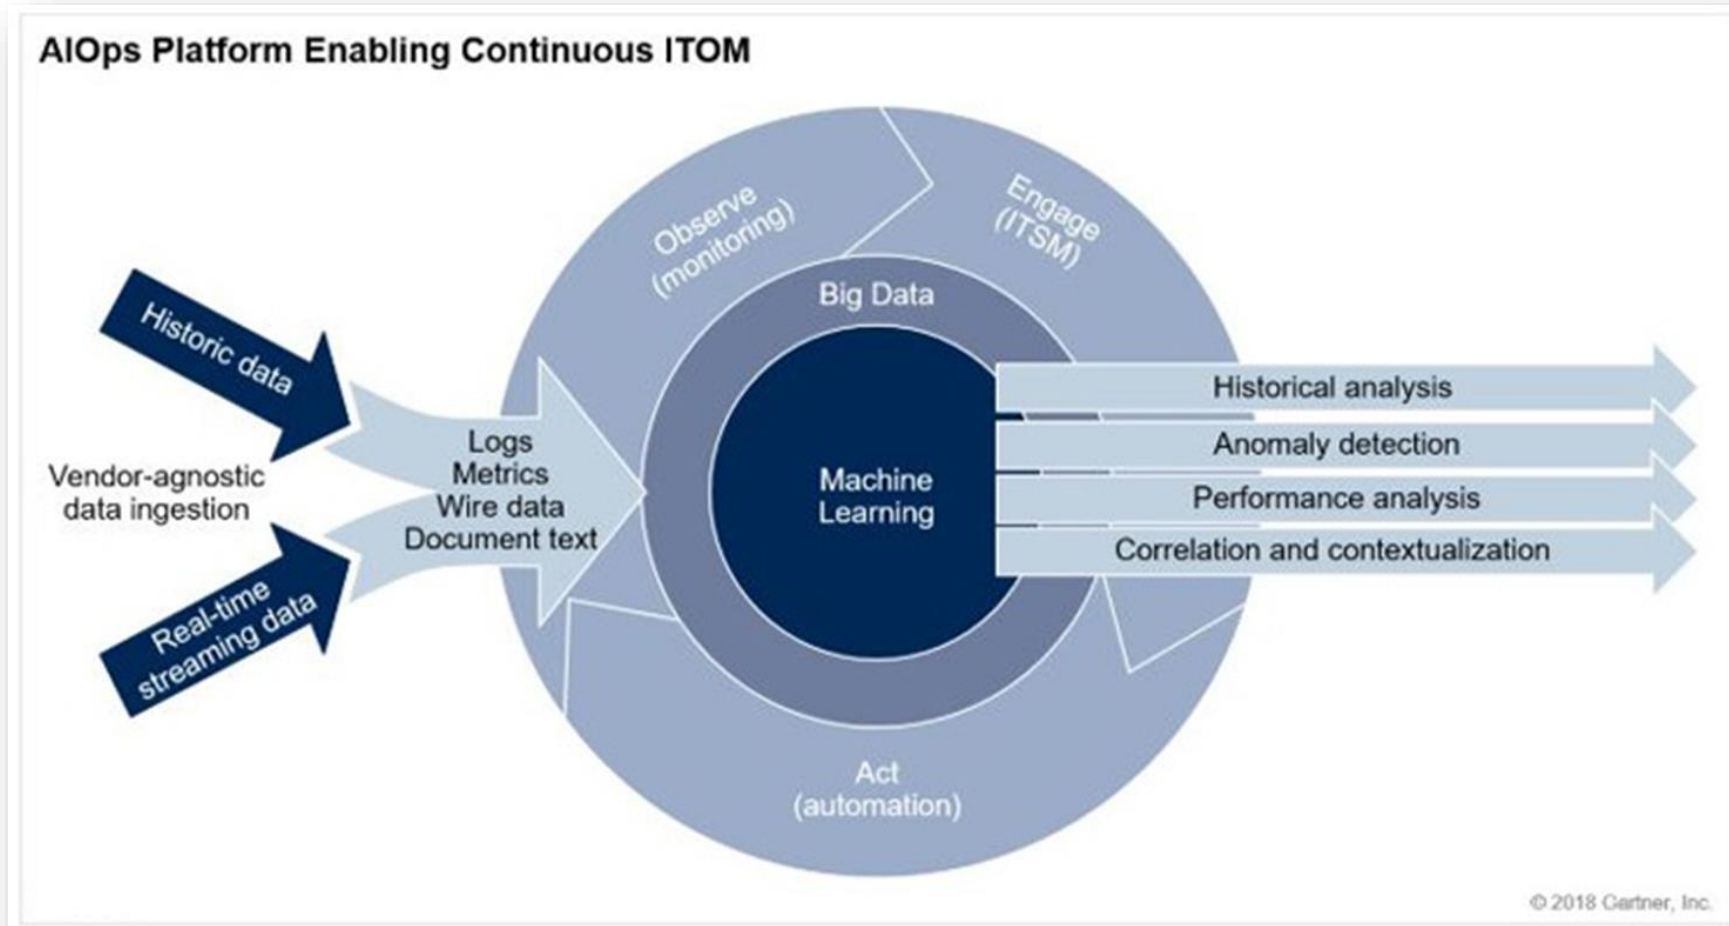 AIOps Platform Enabling Continuous ITOM
Observe
(monitoring)
Engage
(ITSM)
Big Data
Historic data
Vendor-agnostic
data ingestion
Real-time
streaming data
Logs
Metrics
Wire data
Document text
Machine
Learning
Historical analysis
Anomaly detection
Performance analysis
Correlation and contextualization
Act
(automation)
© 2018 Gartner, Inc.